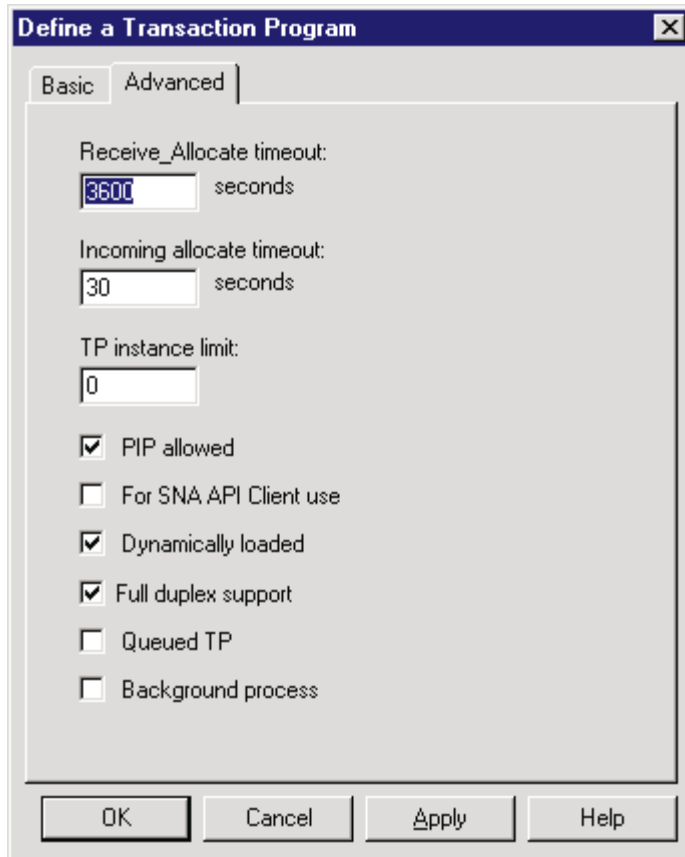 Define a Transaction Program
Basic
Advanced
Receive_Allocate timeout:
3600 seconds
Incoming allocate timeout:
30 seconds
TP instance limit:
0
PIP allowed
For SNA API Client use
Dynamically loaded
Full duplex support
Queued TP
Background process
OK
Cancel
Apply
Help